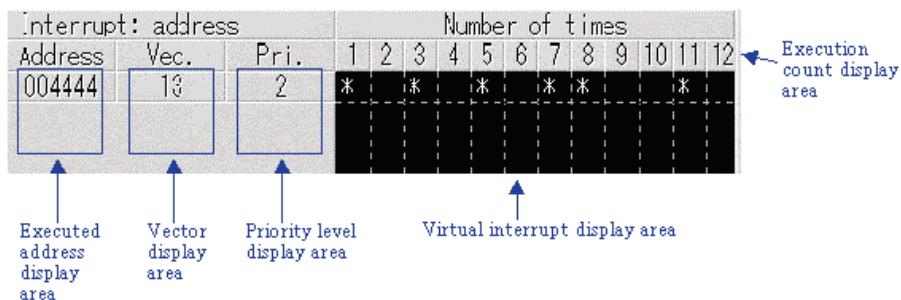 Interrupt: address Number of times
Address Vec. Pri. 1 2 3 4 5 6 7 8 9 10 11 12
004444 13 2 * * * * * *
Execution
count display
area
Executed
address
display
area
Vector
display
area
Priority level
display area
Virtual interrupt display area